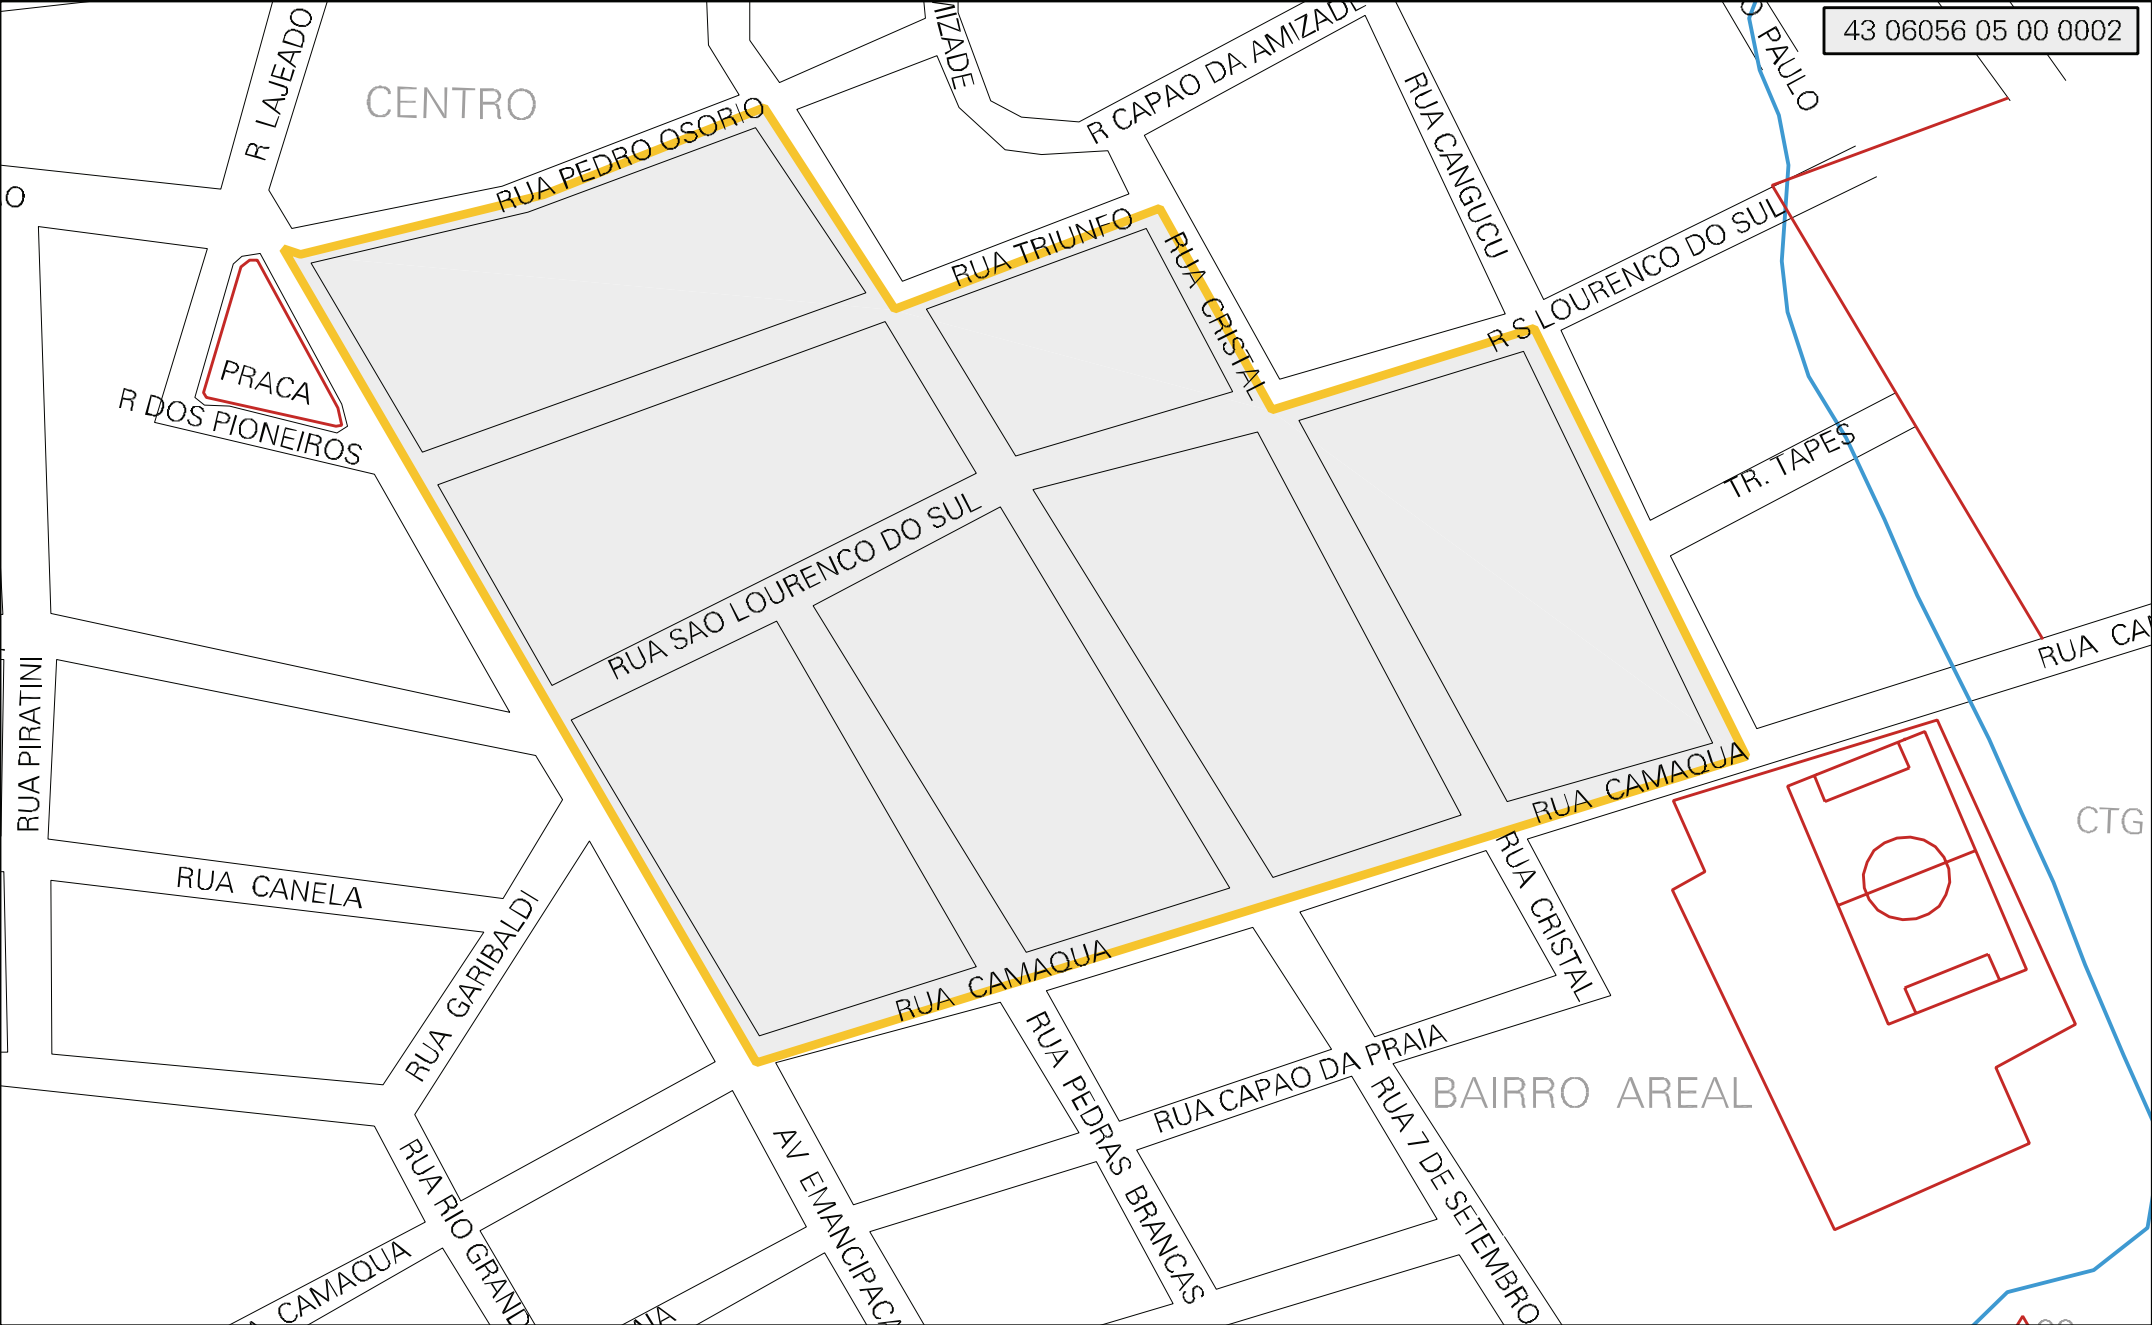 43 06056 05 00 0002
R LAJEADO
CENTRO
MIZADE
R CAPAO DA AMIZADE
RUA CANGUCU
O PAULO
RUA PEDRO OSORIO
O
RUA TRIUNFO
RUA CRISTAL
R S LOURENCO DO SUL
PRACA
R DOS PIONEIROS
TR. TAPES
RUA SAO LOURENCO DO SUL
RUA PIRATINI
RUA CAM
RUA CAMAQUA
CTG
RUA CANELA
RUA GARIBALDI
RUA CRISTAL
RUA CAMAQUA
RUA PEDRAS BRANCAS
RUA CAPAO DA PRAIA
BAIRRO AREAL
RUA 7 DE SETEMBRO
AV EMANCIPACA
RUA RIO GRAND
CAMAQUA